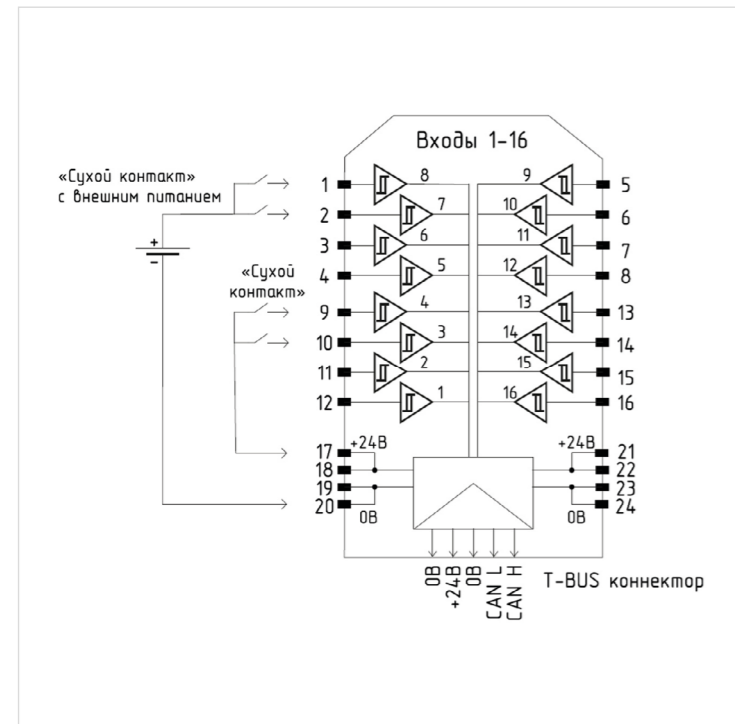 Входы 1-16
«Сухой контакт»
с внешним питанием
1 8 9 5
2 7 10 6
3 6 11 7
+
-
4 5 12 8
«Сухой
контакт»
9 4 13 13
10 3 14 14
11 2 15 15
12 1 16 16
17 +24В +24В 21
18 22
19 23
20 0В 0В 24
0В
+24В
0В
CAN L
CAN H
T-BUS коннектор